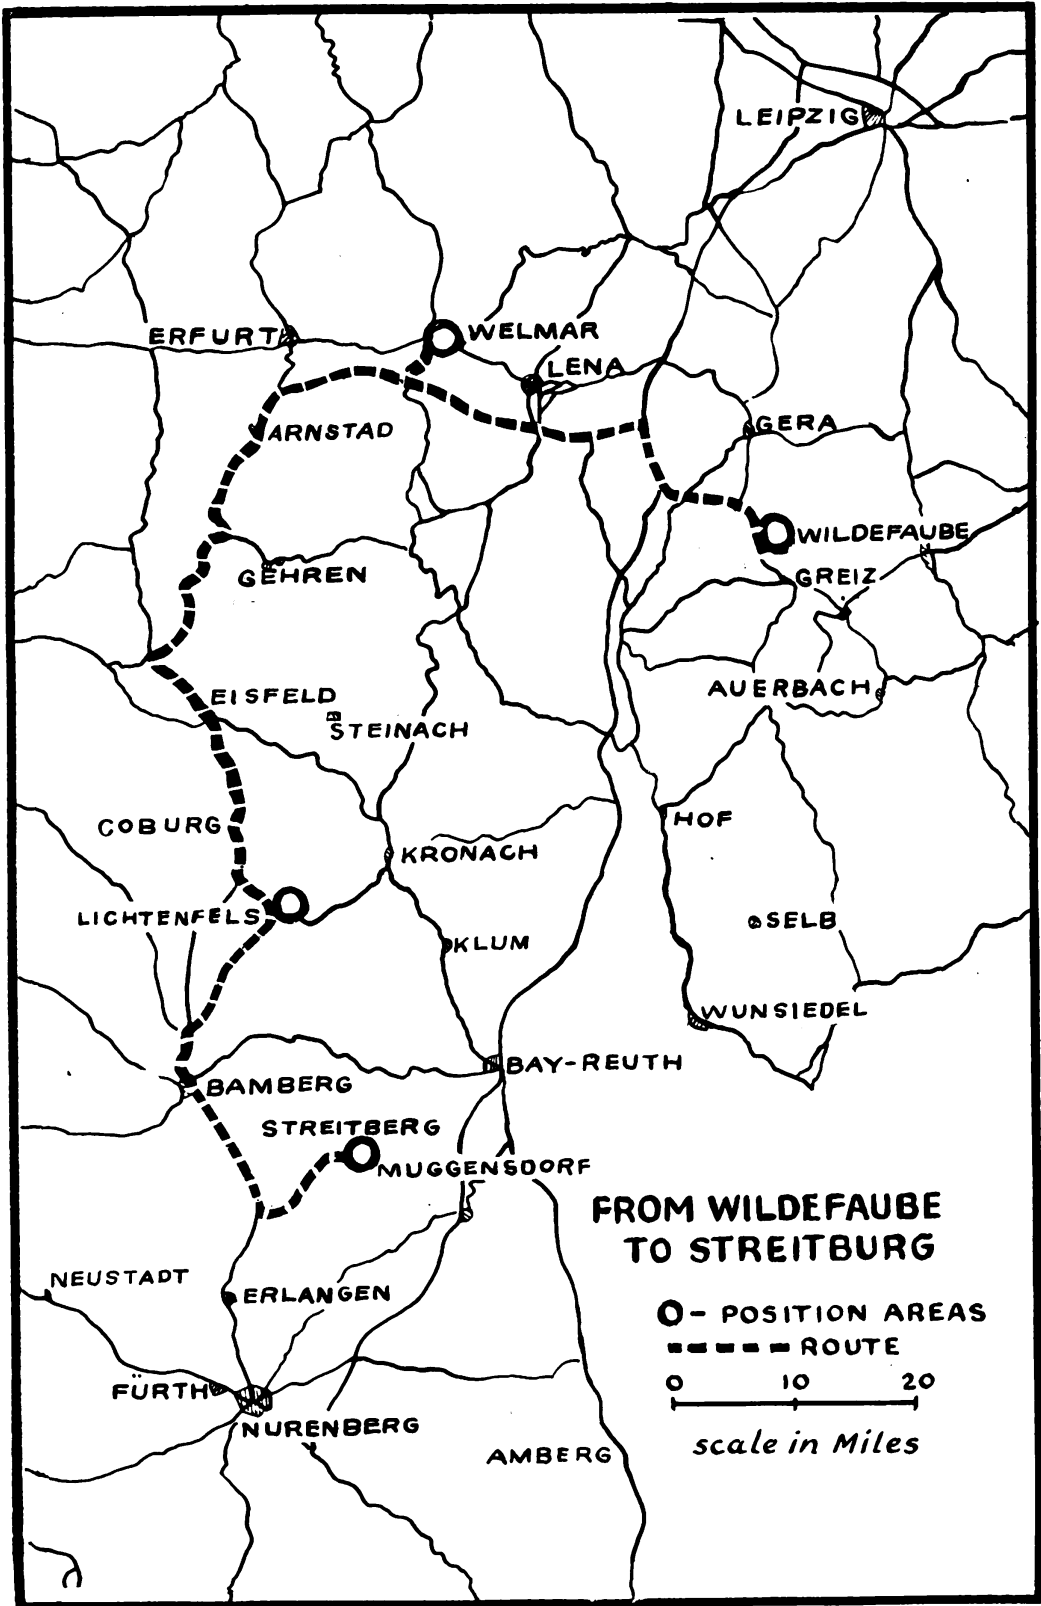 LEIPZIG
ERFURT
WELMAR
LENA
ARNSTAD
GERA
WILDEFAUBE
GEHREN
GREIZ
EISFELD
AUERBACH
STEINACH
COBURG
HOF
KRONACH
LICHTENFELS
SELB
KLUM
WUNSIEDEL
BAY-REUTH
BAMBERG
STREITBERG
MUGGENSDORF
FROM WILDEFAUBE
TO STREITBURG
NEUSTADT
ERLANGEN
O - POSITION AREAS
ROUTE
FÜRTH
0 10 20
NURENBERG
scale in Miles
AMBERG